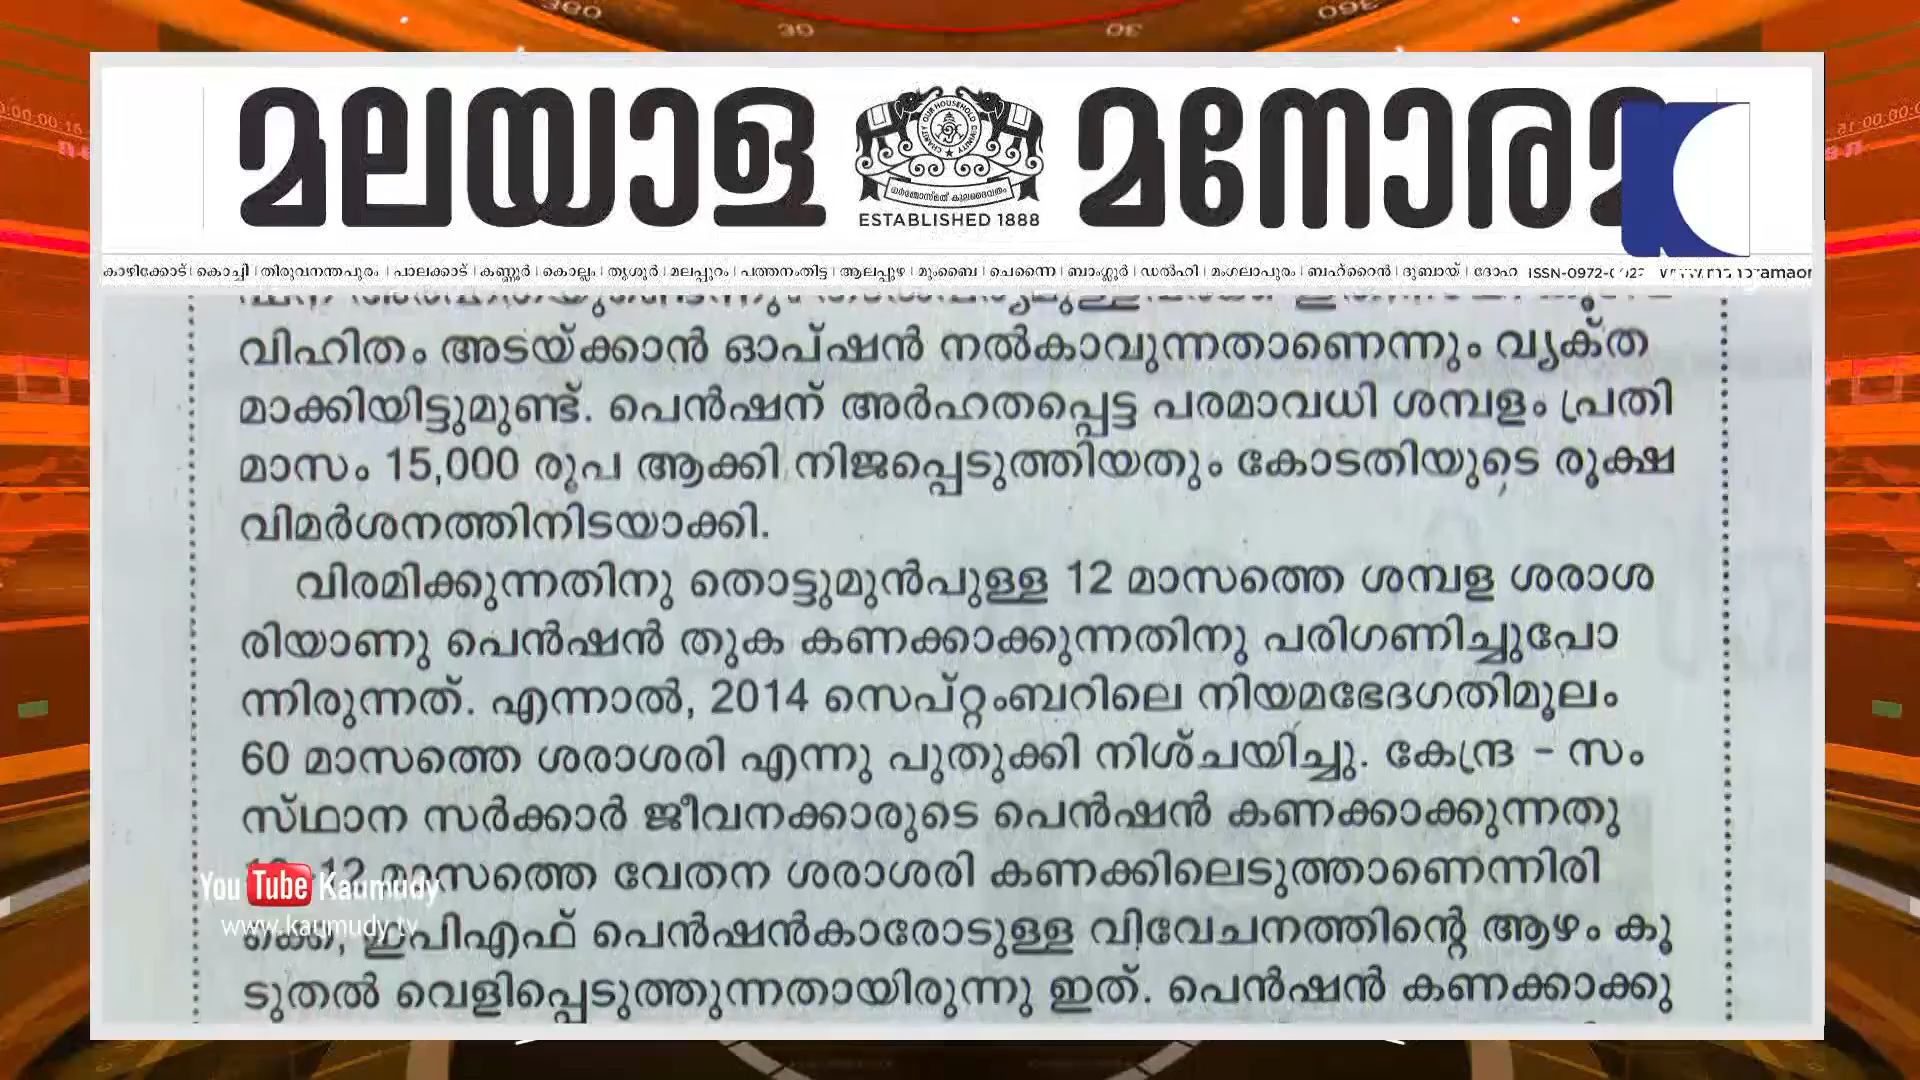 മലയാള മനോരമ
ESTABLISHED 1888
കോഴിക്കോട് | കൊച്ചി | തിരുവനന്തപുരം | പാലക്കാട് | കണ്ണൂർ | കൊല്ലം | തൃശൂർ | മലപ്പുറം | പത്തനംതിട്ട | ആലപ്പുഴ | മുംബൈ | ചെന്നൈ | ബാംഗ്ലൂർ | ഡൽഹി | മംഗലാപുരം | ബഹ്റൈൻ | ദുബായ് | ദോഹ
വിഹിതം അടയ്ക്കാൻ ഓപ്ഷൻ നൽകാവുന്നതാണെന്നും വ്യക്ത
മാക്കിയിട്ടുമുണ്ട്. പെൻഷന് അർഹതപ്പെട്ട പരമാവധി ശമ്പളം പ്രതി
മാസം 15,000 രൂപ ആക്കി നിജപ്പെടുത്തിയതും കോടതിയുടെ രൂക്ഷ
വിമർശനത്തിനിടയാക്കി.
വിരമിക്കുന്നതിനു തൊട്ടുമുൻപുള്ള 12 മാസത്തെ ശമ്പള ശരാശ
രിയാണു പെൻഷൻ തുക കണക്കാക്കുന്നതിനു പരിഗണിച്ചുപോ
ന്നിരുന്നത്. എന്നാൽ, 2014 സെപ്റ്റംബറിലെ നിയമഭേദഗതിമൂലം
60 മാസത്തെ ശരാശരി എന്നു പുതുക്കി നിശ്ചയിച്ചു. കേന്ദ്ര - സം
സ്ഥാന സർക്കാർ ജീവനക്കാരുടെ പെൻഷൻ കണക്കാക്കുന്നതു
മാസത്തെ വേതന ശരാശരി കണക്കിലെടുത്താണെന്നിരി
ക്കെ, ഇപിഎഫ് പെൻഷൻകാരോടുള്ള വിവേചനത്തിന്റെ ആഴം കൂ
ടുതൽ വെളിപ്പെടുത്തുന്നതായിരുന്നു ഇത്. പെൻഷൻ കണക്കാക്കു
You Tube Kaumudy
www.kaumudy.tv